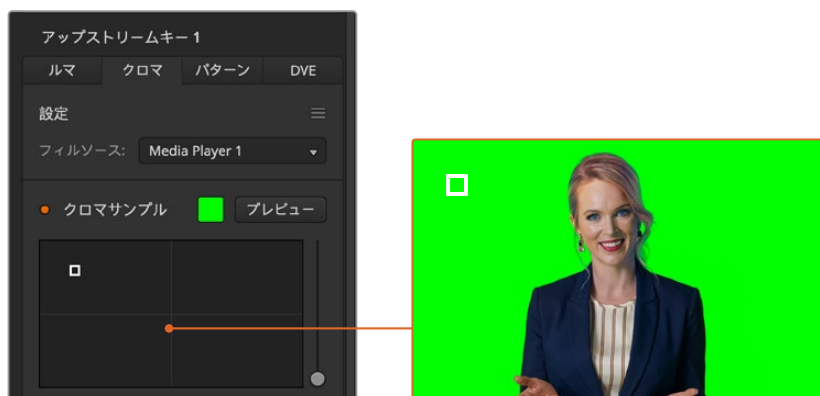 アップストリームキー 1
ルマ クロマ パターン DVE
設定
フィルソース: Media Player 1
クロマサンプル プレビュー